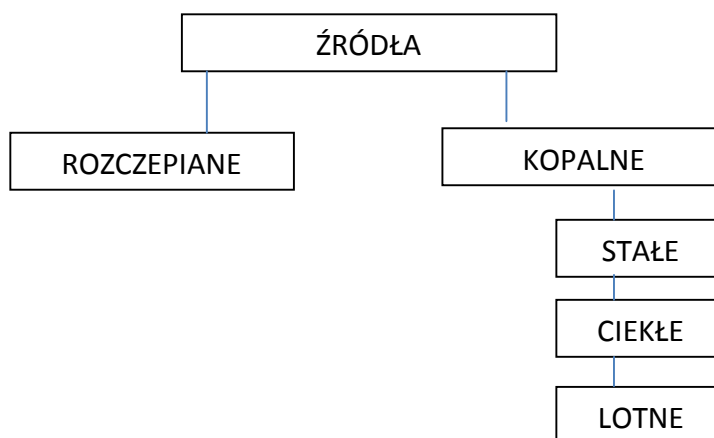 ŹRÓDŁA
ROZCZEPIANE
KOPALNE
STAŁE
CIEKŁE
LOTNE